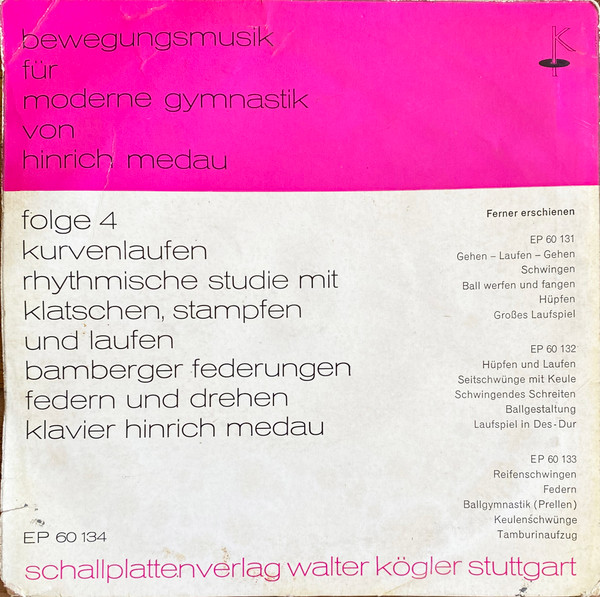 bewegungsmusik
für
moderne gymnastik
von
hinrich medau
K
folge 4
kurvenlaufen
rhythmische studie mit
klatschen, stampfen
und laufen
bamberger federungen
federn und drehen
klavier hinrich medau
EP 60 134
Ferner erschienen
EP 60 131
Gehen – Laufen – Gehen
Schwingen
Ball werfen und fangen
Hüpfen
Großes Laufspiel
EP 60 132
Hüpfen und Laufen
Seitschwünge mit Keule
Schwingendes Schreiten
Ballgestaltung
Laufspiel in Des-Dur
EP 60 133
Reifenschwingen
Federn
Ballgymnastik (Prellen)
Keulenschwünge
Tamburinaufzug
schallplattenverlag walter kögler stuttgart